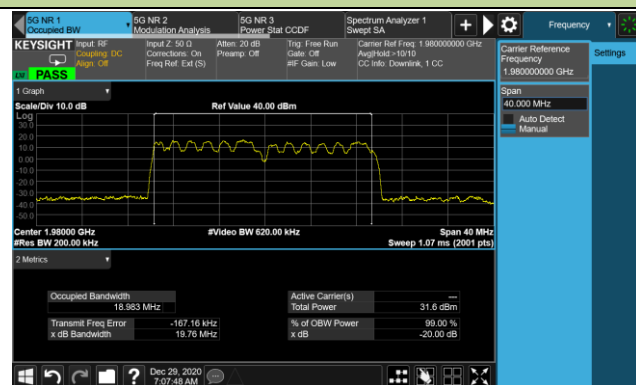 5G NR 1
Occupied BW
5G NR 2
Modulation Analysis
5G NR 3
Power Stat CCDF
Spectrum Analyzer 1
Swept SA
Frequency
KEYSIGHT
Input: RF
Coupling: DC
Align: Off
Input Z: 50 Ω
Corrections: On
Freq Ref: Ext (S)
Atten: 20 dB
Preamp: Off
Trig: Free Run
Gate: Off
#IF Gain: Low
Carrier Ref Freq: 1.980000000 GHz
Avg|Hold:>10/10
CC Info: Downlink, 1 CC
PASS
Carrier Reference
Frequency
1.980000000 GHz
Settings
Span
40.000 MHz
Auto Detect
Manual
1 Graph
Scale/Div 10.0 dB
Ref Value 40.00 dBm
Log
30.0
20.0
10.0
0.00
-10.0
-20.0
-30.0
-40.0
-50.0
Center 1.98000 GHz
#Video BW 620.00 kHz
Span 40 MHz
#Res BW 200.00 kHz
Sweep 1.07 ms (2001 pts)
2 Metrics
Occupied Bandwidth
18.983 MHz
Active Carrier(s)
---
Total Power
31.6 dBm
Transmit Freq Error
-167.16 kHz
% of OBW Power
99.00 %
x dB Bandwidth
19.76 MHz
x dB
-20.00 dB
Dec 29, 2020
7:07:48 AM